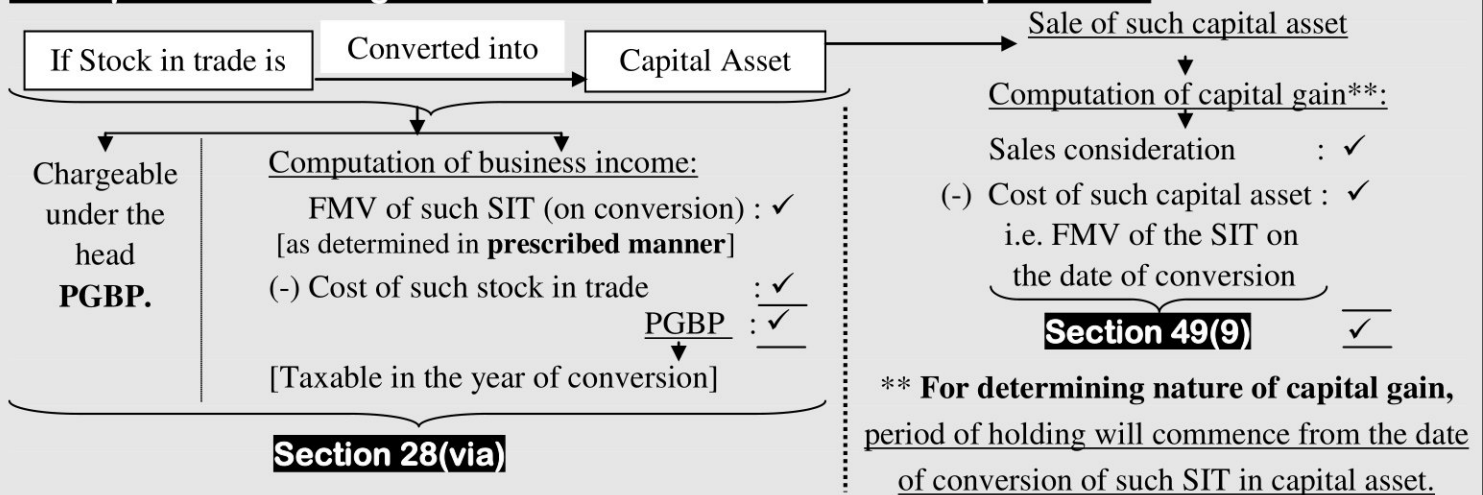 If Stock in trade is
Converted into
Capital Asset
Chargeable
under the
head
PGBP.
Computation of business income:
FMV of such SIT (on conversion) : ✓
[as determined in prescribed manner]
(-) Cost of such stock in trade : ✓
PGBP : ✓
[Taxable in the year of conversion]
Section 28(via)
Sale of such capital asset
Computation of capital gain**:
Sales consideration : ✓
(-) Cost of such capital asset : ✓
i.e. FMV of the SIT on
the date of conversion
Section 49(9) ✓
** For determining nature of capital gain,
period of holding will commence from the date
of conversion of such SIT in capital asset.